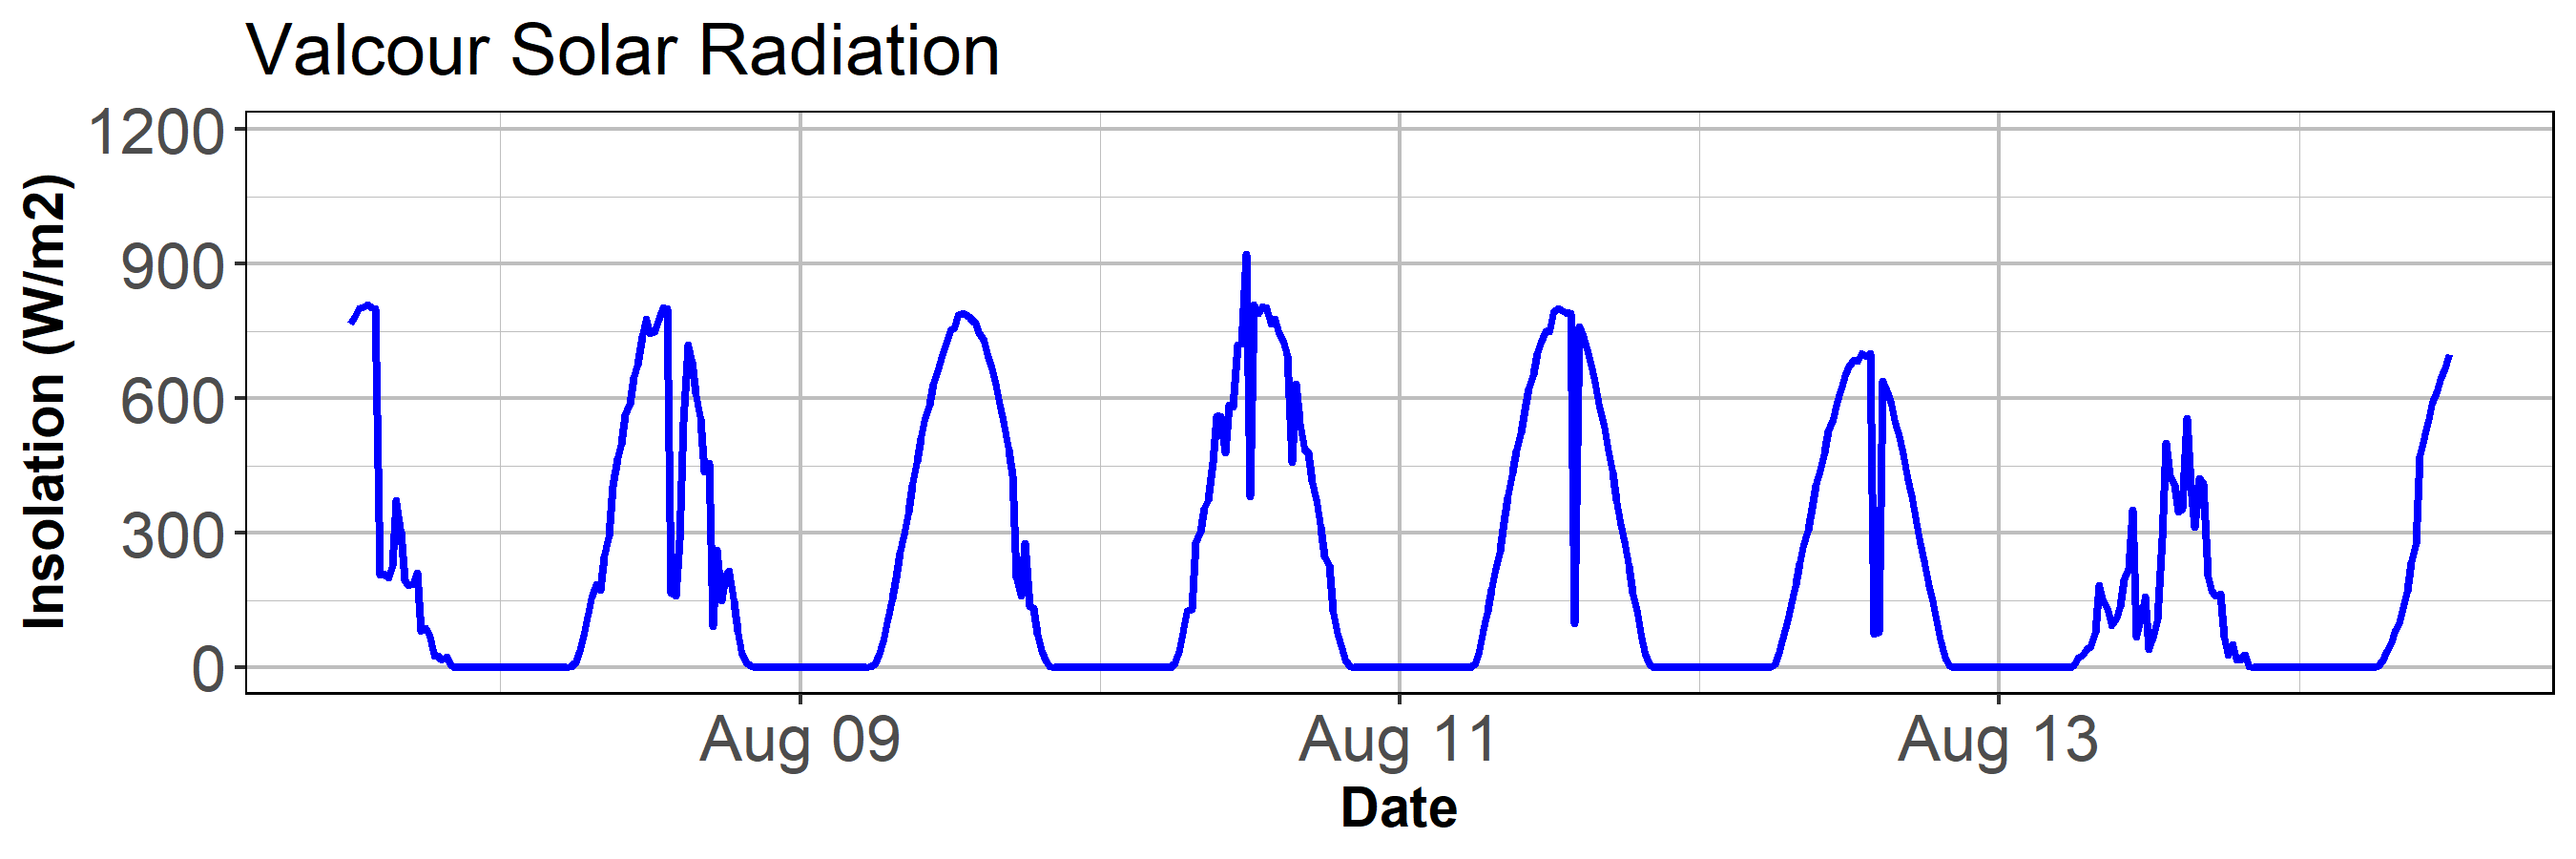 Valcour Solar Radiation
1200
900
600
300
0
Insolation (W/m2)
Aug 09
Aug 11
Aug 13
Date